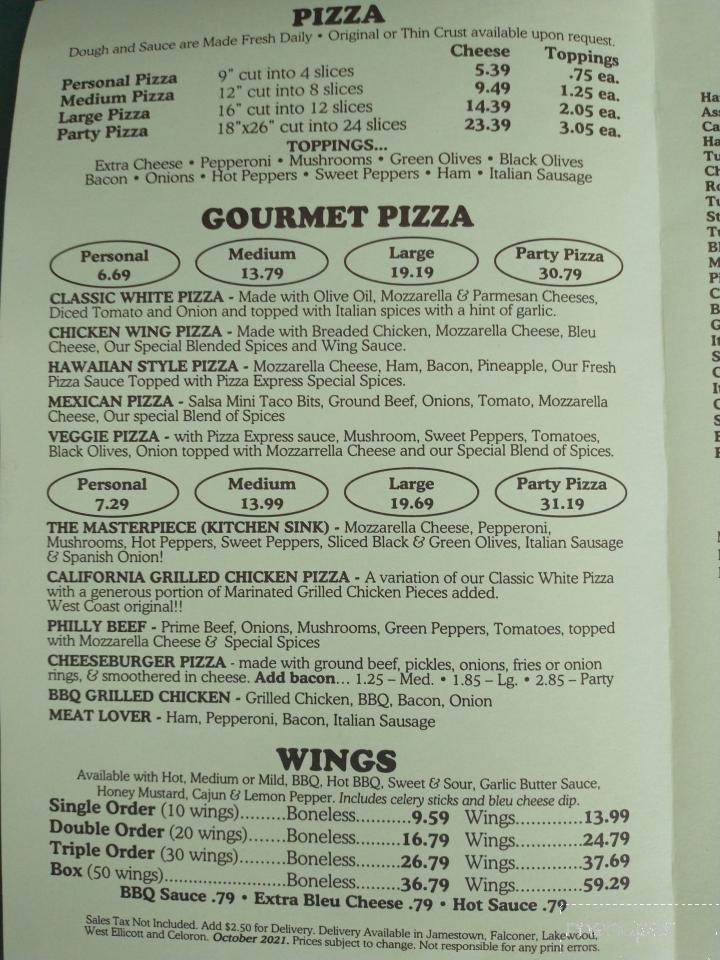 PIZZA
Dough and Sauce are Made Fresh Daily • Original or Thin Crust available upon request.
Cheese Toppings
Personal Pizza 9" cut into 4 slices 5.39 .75 ea.
Medium Pizza 12" cut into 8 slices 9.49 1.25 ea.
Large Pizza 16" cut into 12 slices 14.39 2.05 ea.
Party Pizza 18"x26" cut into 24 slices 23.39 3.05 ea.
TOPPINGS...
Extra Cheese • Pepperoni • Mushrooms • Green Olives • Black Olives
Bacon • Onions • Hot Peppers • Sweet Peppers • Ham • Italian Sausage
GOURMET PIZZA
Personal Medium Large Party Pizza
6.69 13.79 19.19 30.79
CLASSIC WHITE PIZZA - Made with Olive Oil, Mozzarella & Parmesan Cheeses,
Diced Tomato and Onion and topped with Italian spices with a hint of garlic.
CHICKEN WING PIZZA - Made with Breaded Chicken, Mozzarella Cheese, Bleu
Cheese, Our Special Blended Spices and Wing Sauce.
HAWAIIAN STYLE PIZZA - Mozzarella Cheese, Ham, Bacon, Pineapple, Our Fresh
Pizza Sauce Topped with Pizza Express Special Spices.
MEXICAN PIZZA - Salsa Mini Taco Bits, Ground Beef, Onions, Tomato, Mozzarella
Cheese, Our special Blend of Spices
VEGGIE PIZZA - with Pizza Express sauce, Mushroom, Sweet Peppers, Tomatoes,
Black Olives, Onion topped with Mozzarrella Cheese and our Special Blend of Spices.
Personal Medium Large Party Pizza
7.29 13.99 19.69 31.19
THE MASTERPIECE (KITCHEN SINK) - Mozzarella Cheese, Pepperoni,
Mushrooms, Hot Peppers, Sweet Peppers, Sliced Black & Green Olives, Italian Sausage
& Spanish Onion!
CALIFORNIA GRILLED CHICKEN PIZZA - A variation of our Classic White Pizza
with a generous portion of Marinated Grilled Chicken Pieces added.
West Coast original!!
PHILLY BEEF - Prime Beef, Onions, Mushrooms, Green Peppers, Tomatoes, topped
with Mozzarella Cheese & Special Spices
CHEESEBURGER PIZZA - made with ground beef, pickles, onions, fries or onion
rings, & smoothered in cheese. Add bacon... 1.25 – Med. • 1.85 – Lg. • 2.85 – Party
BBQ GRILLED CHICKEN - Grilled Chicken, BBQ, Bacon, Onion
MEAT LOVER - Ham, Pepperoni, Bacon, Italian Sausage
WINGS
Available with Hot, Medium or Mild, BBQ, Hot BBQ, Sweet & Sour, Garlic Butter Sauce,
Honey Mustard, Cajun & Lemon Pepper. Includes celery sticks and bleu cheese dip.
Single Order (10 wings)........Boneless..........9.59 Wings............13.99
Double Order (20 wings).......Boneless........16.79 Wings............24.79
Triple Order (30 wings)........Boneless........26.79 Wings............37.69
Box (50 wings)..........................Boneless........36.79 Wings............59.29
BBQ Sauce .79 • Extra Bleu Cheese .79 • Hot Sauce .79
Sales Tax Not Included. Add $2.50 for Delivery. Delivery Available in Jamestown, Falconer, Lakewood,
West Ellicott and Celoron. October 2021. Prices subject to change. Not responsible for any print errors.